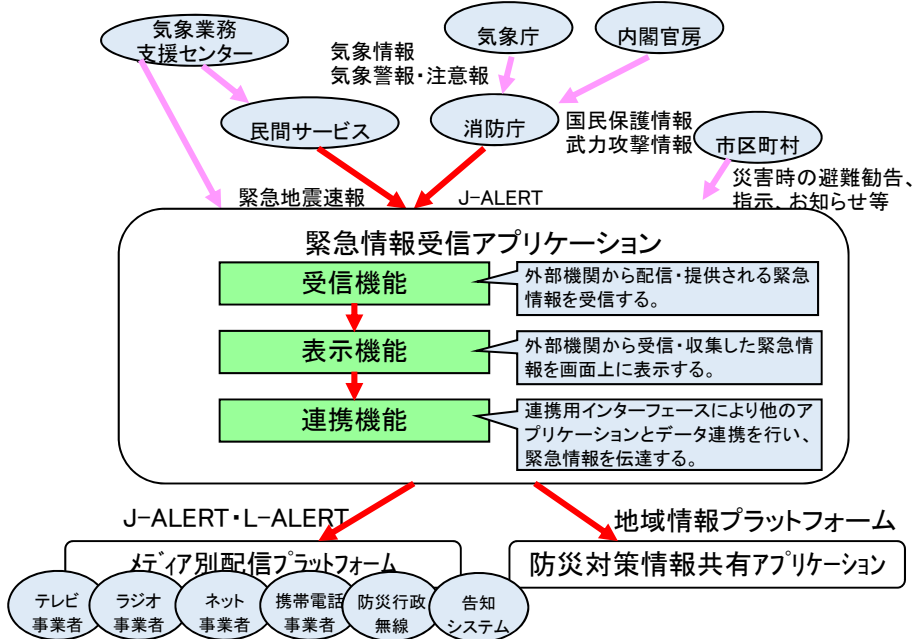 気象業務
支援センター
気象庁
内閣官房
気象情報
気象警報・注意報
民間サービス
消防庁
国民保護情報
武力攻撃情報
市区町村
災害時の避難勧告、
指示、お知らせ等
緊急地震速報
J-ALERT
緊急情報受信アプリケーション
受信機能
外部機関から配信・提供される緊急
情報を受信する。
表示機能
外部機関から受信・収集した緊急情
報を画面上に表示する。
連携機能
連携用インターフェースにより他のア
プリケーションとデータ連携を行い、
緊急情報を伝達する。
J-ALERT・L-ALERT
地域情報プラットフォーム
メディア別配信プラットフォーム
防災対策情報共有アプリケーション
テレビ
事業者
ラジオ
事業者
ネット
事業者
携帯電話
事業者
防災行政
無線
告知
システム